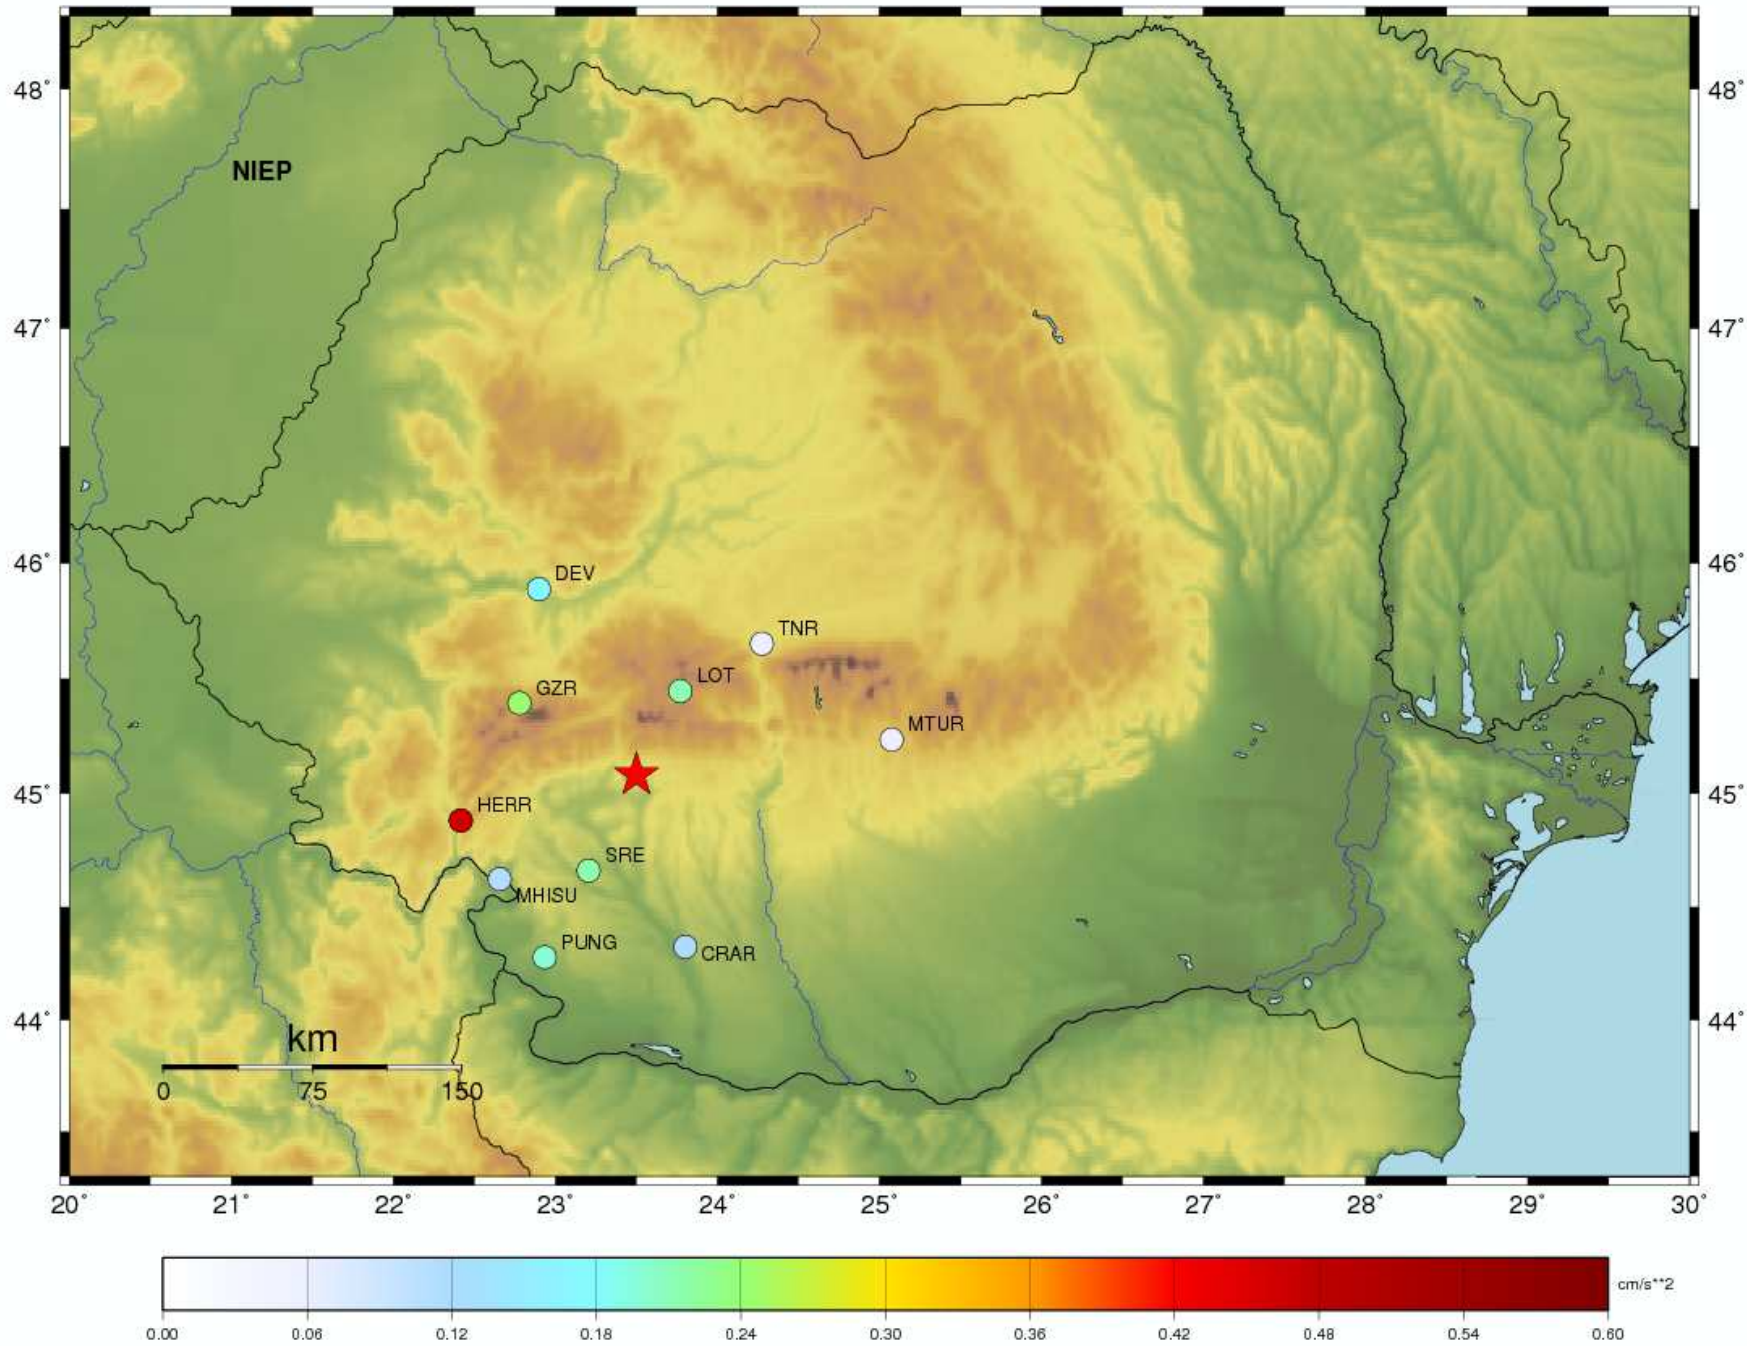 48˚
48˚
NIEP
47˚
47˚
46˚
46˚
DEV
TNR
LOT
GZR
MTUR
45˚
45˚
HERR
SRE
MHISU
PUNG
CRAR
44˚
44˚
km
0 75 150
20˚ 21˚ 22˚ 23˚ 24˚ 25˚ 26˚ 27˚ 28˚ 29˚ 30˚
cm/s**2
0.00 0.06 0.12 0.18 0.24 0.30 0.36 0.42 0.48 0.54 0.60